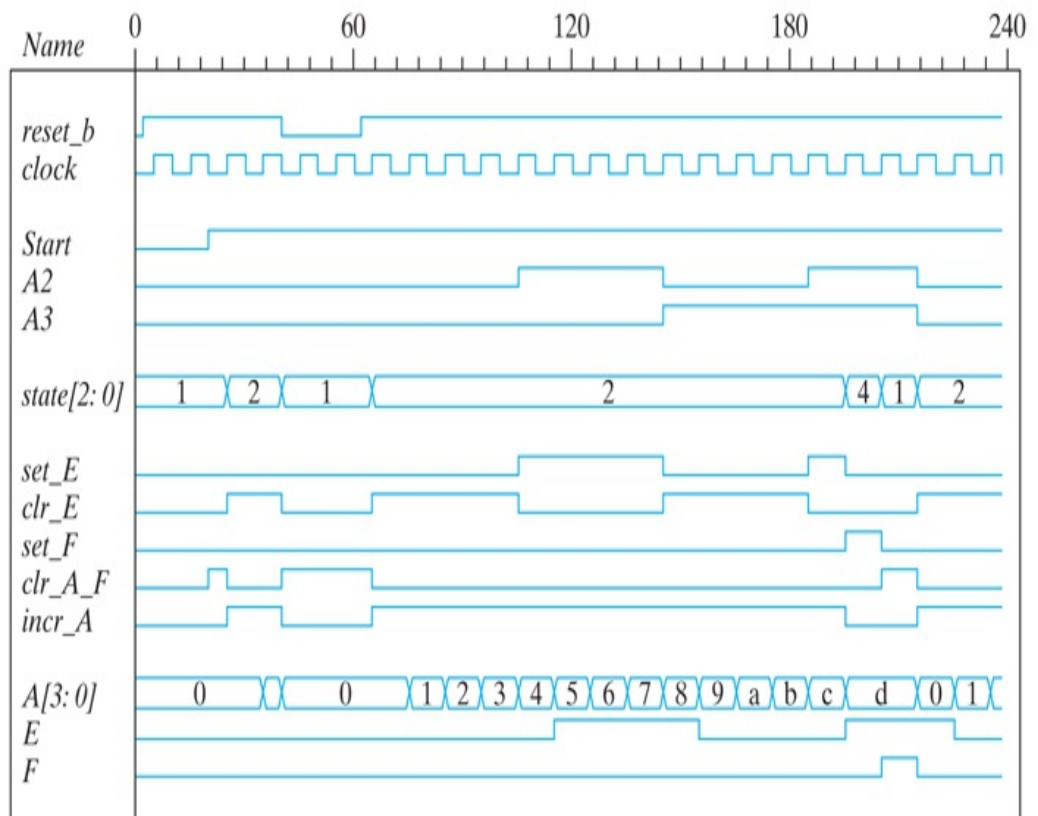 Name 0 60 120 180 240
reset_b
clock
Start
A2
A3
state[2:0] 1 2 1 2 4 1 2
set_E
clr_E
set_F
clr_A_F
incr_A
A[3:0] 0 0 1 2 3 4 5 6 7 8 9 a b c d 0 1
E
F